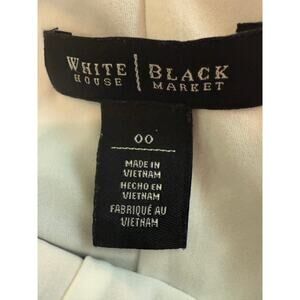 WHITE | BLACK
HOUSE | MARKET
00
MADE IN
VIETNAM
HECHO EN
VIETNAM
FABRIQUÉ AU
VIETNAM